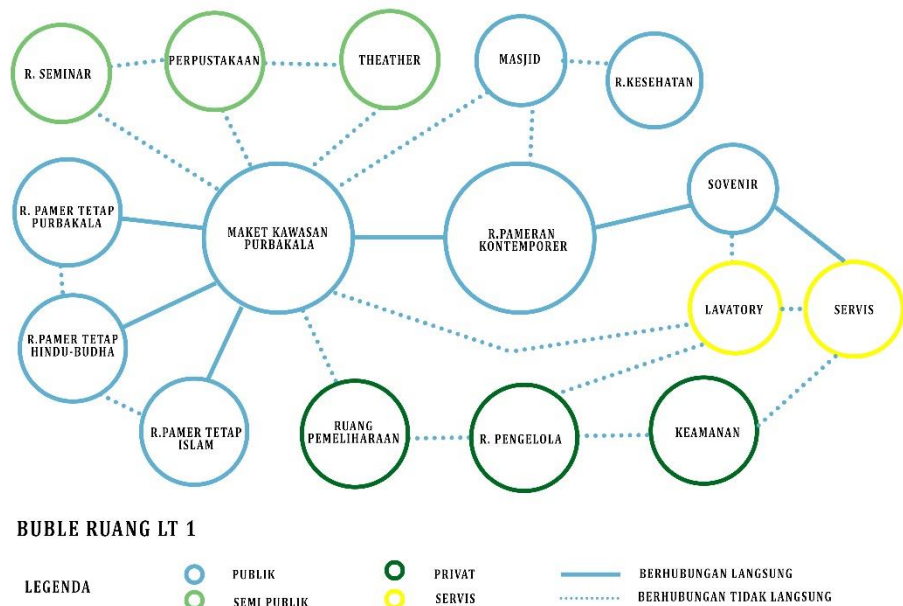 R. SEMINAR
PERPUSTAKAAN
THEATHER
MASJID
R.KESEHATAN
R. PAMER TETAP
PURBAKALA
MAKET KAWASAN
PURBAKALA
R.PAMERAN
KONTEMPORER
SOVENIR
R.PAMER TETAP
HINDU-BUDHA
LAVATORY
SERVIS
R.PAMER TETAP
ISLAM
RUANG
PEMELIHARAAN
R. PENGELOLA
KEAMANAN
BUBLE RUANG LT 1
LEGENDA
PUBLIK
SEMI PUBLIK
PRIVAT
SERVIS
BERHUBUNGAN LANGSUNG
BERHUBUNGAN TIDAK LANGSUNG